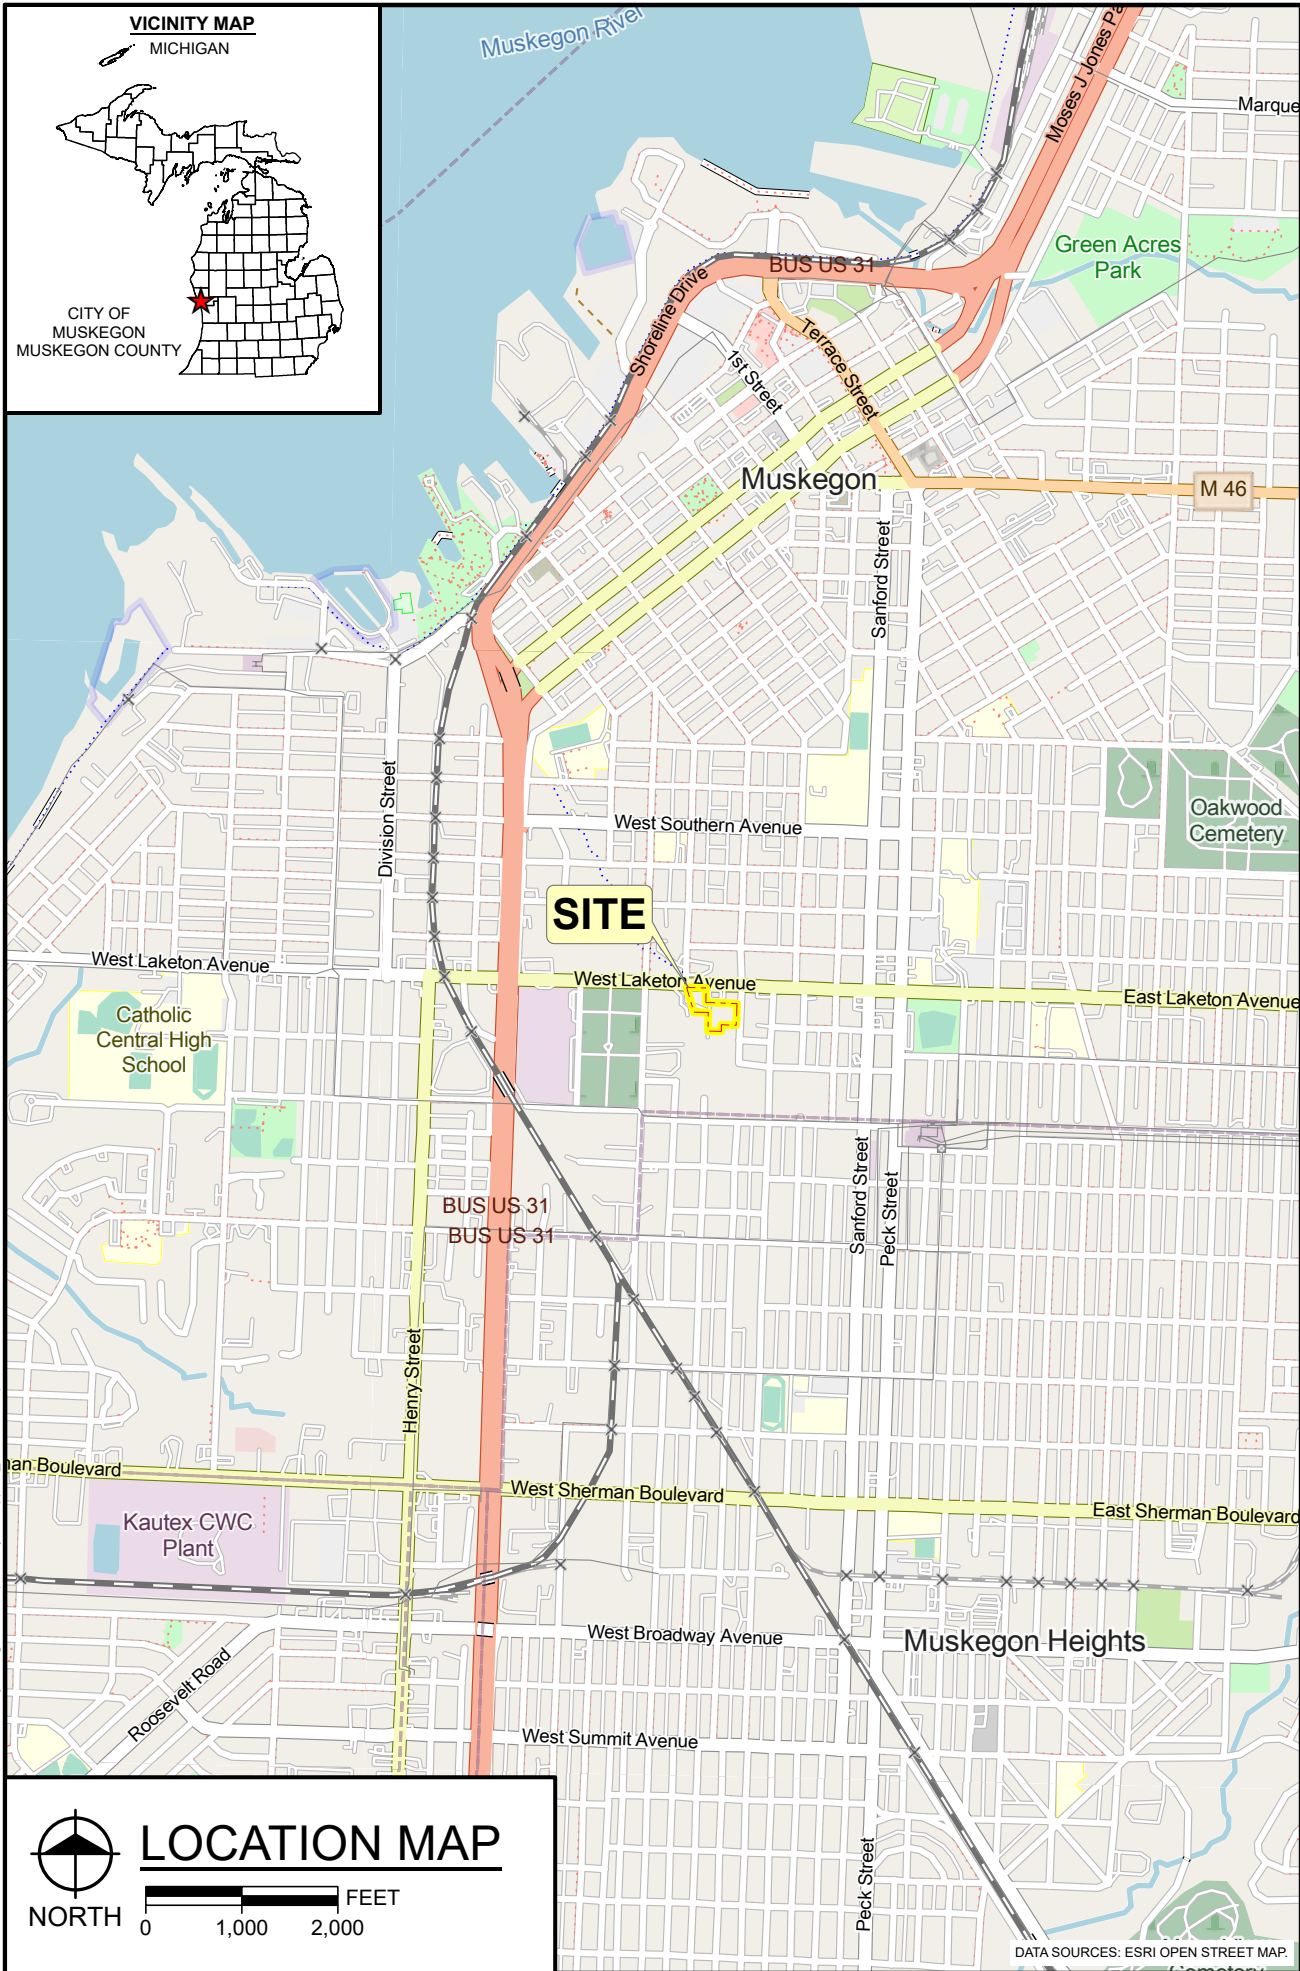 VICINITY MAP
MICHIGAN
CITY OF
MUSKEGON
MUSKEGON COUNTY
Muskegon River
Moses J Jones Pa
Marque
Green Acres
Park
BUS US 31
Shoreline Drive
Terrace Street
1st Street
Muskegon
M 46
Sanford Street
Division Street
Oakwood
Cemetery
West Southern Avenue
SITE
West Laketon Avenue
West Laketon Avenue
East Laketon Avenue
Catholic
Central High
School
Sanford Street
Peck Street
BUS US 31
BUS US 31
Henry Street
an Boulevard
West Sherman Boulevard
East Sherman Boulevard
Kautex CWC
Plant
West Broadway Avenue
Muskegon Heights
Roosevelt Road
West Summit Avenue
Peck Street
LOCATION MAP
NORTH
FEET
0 1,000 2,000
DATA SOURCES: ESRI OPEN STREET MAP.